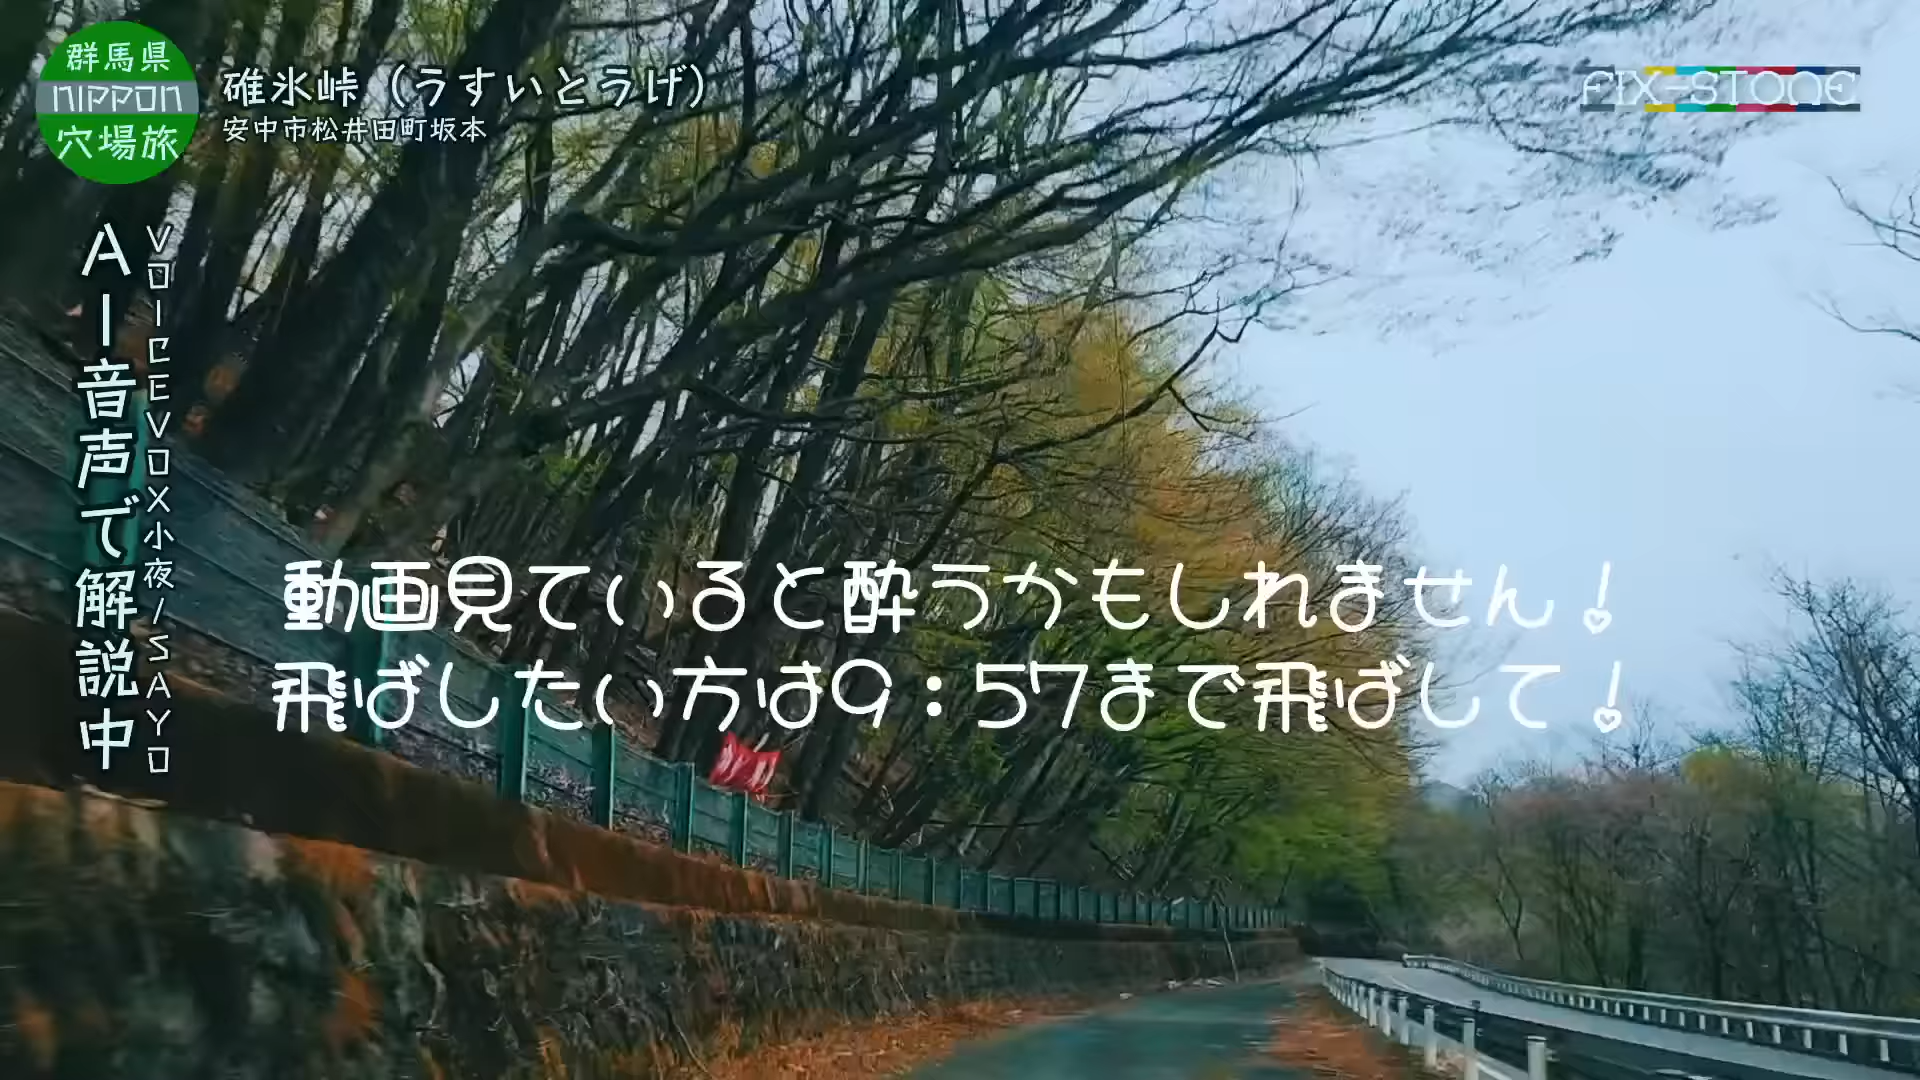 群馬県
NIPPON
穴場旅
碓氷峠（うすいとうげ）
安中市松井田町坂本
FIX-STONE
AI音声で解説中
VOICEVOX小夜/SAYO
動画見ていると酔うかもしれません！
飛ばしたい方は9：57まで飛ばして！